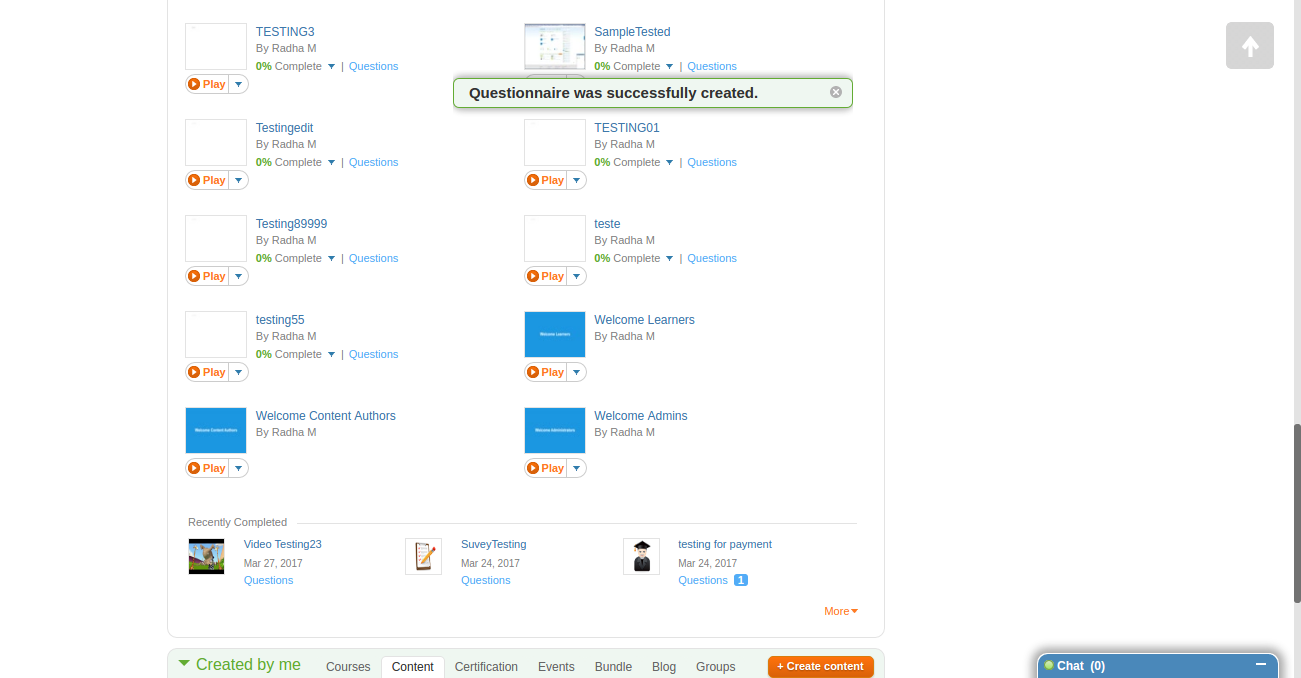 TESTING3
By Radha M
0% Complete | Questions
Play
SampleTested
By Radha M
0% Complete | Questions
Questionnaire was successfully created.
Testingedit
By Radha M
0% Complete | Questions
Play
TESTING01
By Radha M
0% Complete | Questions
Play
Testing89999
By Radha M
0% Complete | Questions
Play
teste
By Radha M
0% Complete | Questions
Play
testing55
By Radha M
0% Complete | Questions
Play
Welcome Learners
Welcome Learners
By Radha M
Play
Welcome Content Authors
Welcome Content Authors
By Radha M
Play
Welcome Administrators
Welcome Admins
By Radha M
Play
Recently Completed
Video Testing23
Mar 27, 2017
Questions
SuveyTesting
Mar 24, 2017
Questions
testing for payment
Mar 24, 2017
Questions 1
More
Created by me
Courses
Content
Certification
Events
Bundle
Blog
Groups
+ Create content
Chat (0)